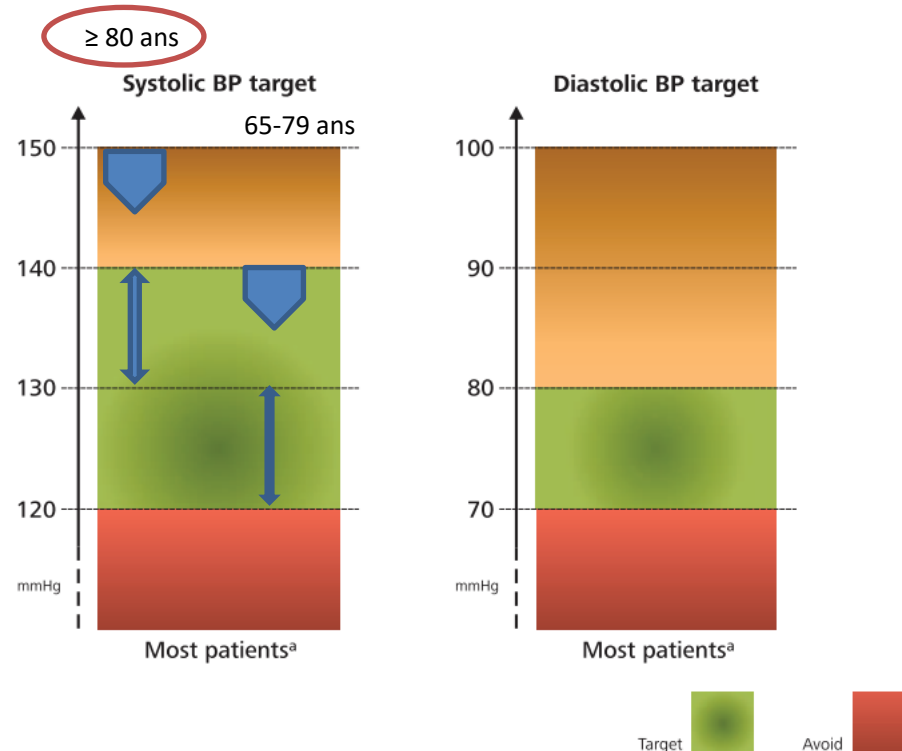 ≥ 80 ans
Systolic BP target
65-79 ans
150
140
130
120
mmHg
Most patientsᵃ
Diastolic BP target
100
90
80
70
mmHg
Most patientsᵃ
Target
Avoid